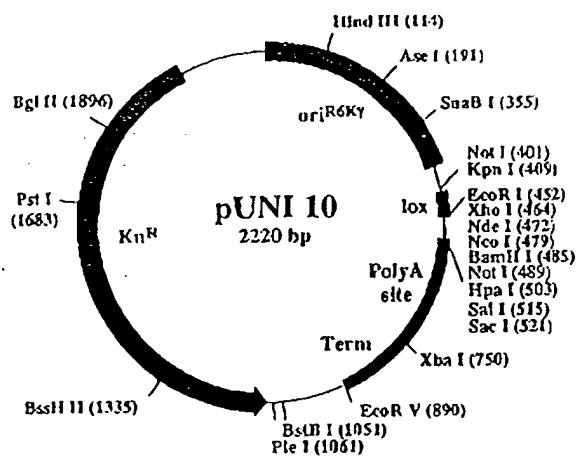 Hind III (114)
Ase I (191)
SnaB I (355)
oriR6Kγ
Not I (401)
Kpn I (409)
lox
EcoR I (452)
Xho I (464)
Nde I (472)
Nco I (479)
BamH I (485)
Not I (489)
Hpa I (503)
Sal I (515)
Sac I (521)
PolyA
site
Term
Xba I (750)
EcoR V (890)
BstB I (1051)
Ple I (1061)
BssH II (1335)
Pst I
(1683)
Bgl II (1896)
KnR
pUNI 10
2220 bp